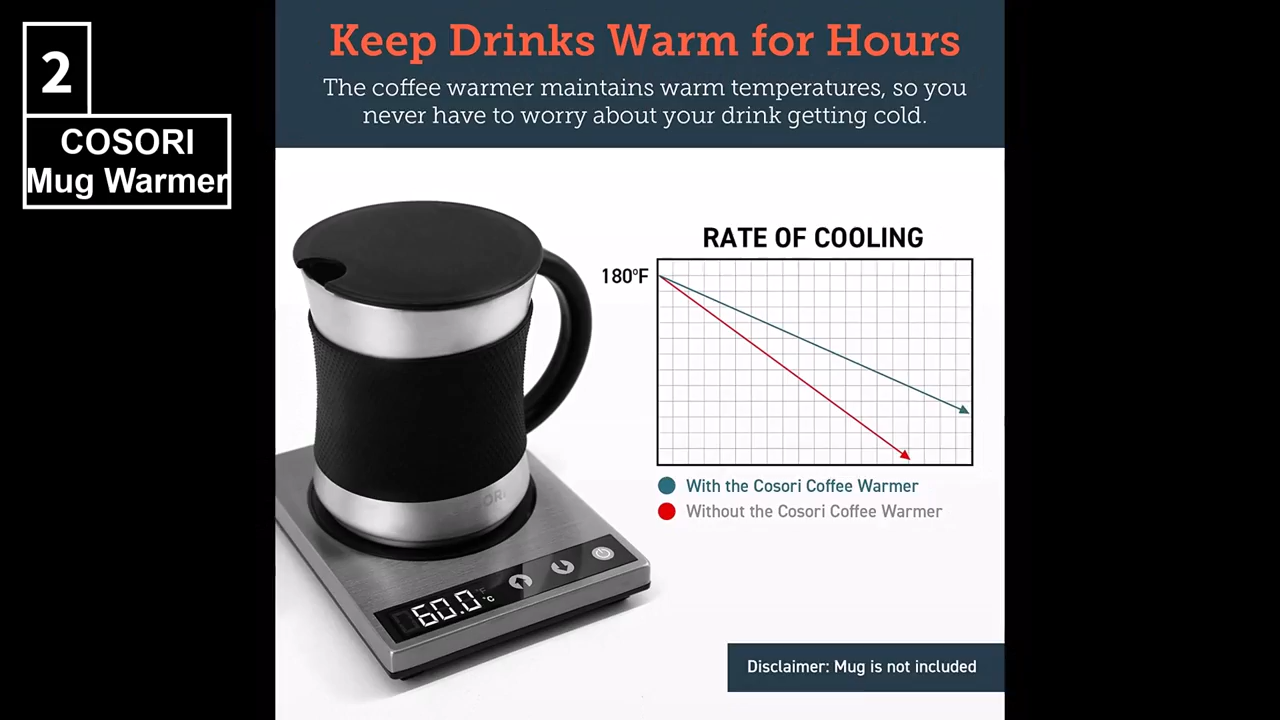 2
COSORI
Mug Warmer
Keep Drinks Warm for Hours
The coffee warmer maintains warm temperatures, so you
never have to worry about your drink getting cold.
RATE OF COOLING
180°F
With the Cosori Coffee Warmer
Without the Cosori Coffee Warmer
COSORI
60.0 °F
°C
Disclaimer: Mug is not included